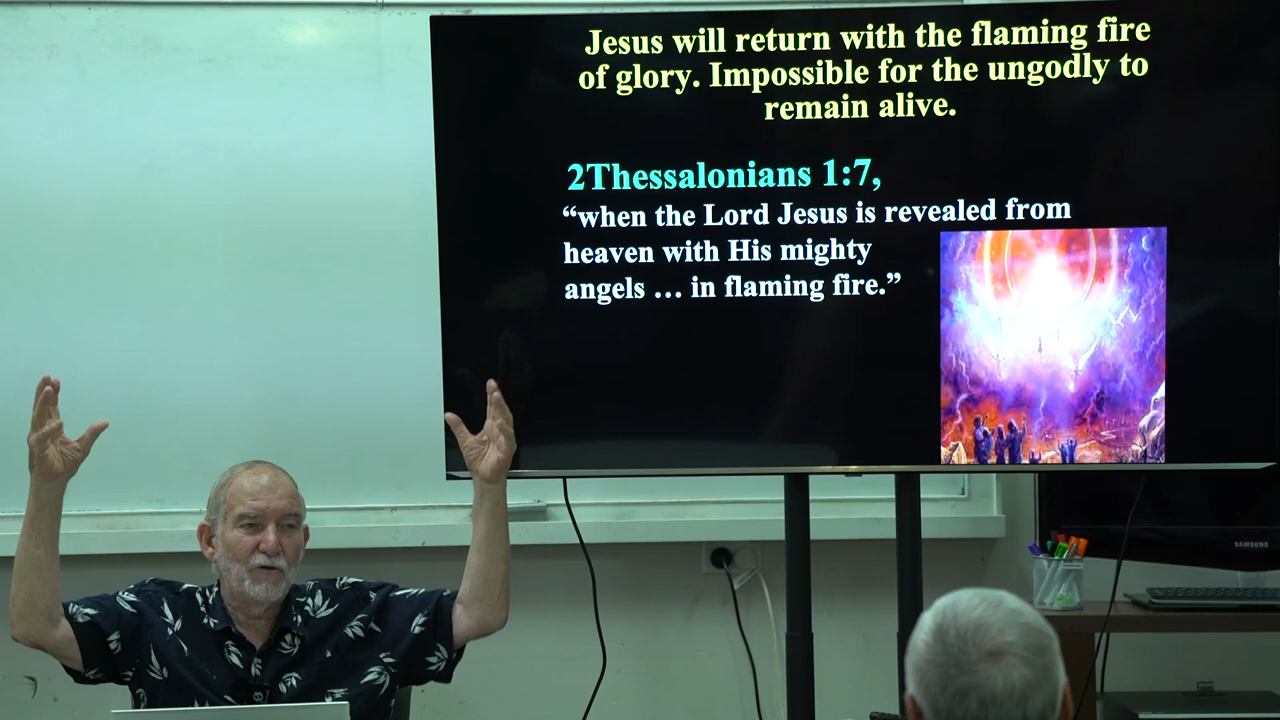 Jesus will return with the flaming fire
of glory. Impossible for the ungodly to
remain alive.
2Thessalonians 1:7,
“when the Lord Jesus is revealed from
heaven with His mighty
angels … in flaming fire.”
SAMSUNG